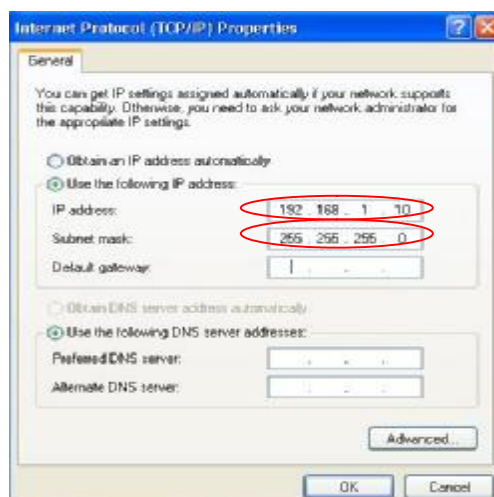 Internet Protocol (TCP/IP) Properties
General
You can get IP settings assigned automatically if your network supports
this capability. Otherwise, you need to ask your network administrator for
the appropriate IP settings.
Obtain an IP address automatically
Use the following IP address:
IP address: 192 . 168 . 1 . 10
Subnet mask: 255 . 255 . 255 . 0
Default gateway: . . .
Obtain DNS server address automatically
Use the following DNS server addresses:
Preferred DNS server: . . .
Alternate DNS server: . . .
Advanced...
OK Cancel